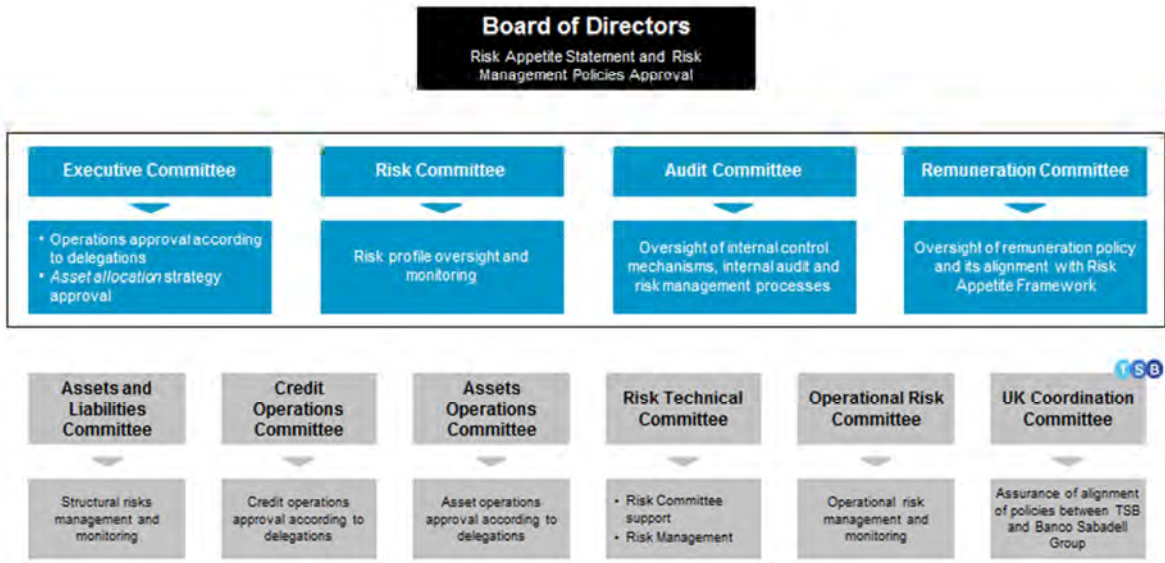 Board of Directors
Risk Appetite Statement and Risk
Management Policies Approval
Executive Committee
• Operations approval according
to delegations
• Asset allocation strategy
approval
Risk Committee
Risk profile oversight and
monitoring
Audit Committee
Oversight of internal control
mechanisms, internal audit and
risk management processes
Remuneration Committee
Oversight of remuneration policy
and its alignment with Risk
Appetite Framework
Assets and
Liabilities
Committee
Structural risks
management and
monitoring
Credit
Operations
Committee
Credit operations
approval according to
delegations
Assets
Operations
Committee
Asset operations
approval according to
delegations
Risk Technical
Committee
• Risk Committee
support
• Risk Management
Operational Risk
Committee
Operational risk
management and
monitoring
TSB
UK Coordination
Committee
Assurance of alignment
of policies between TSB
and Banco Sabadell
Group